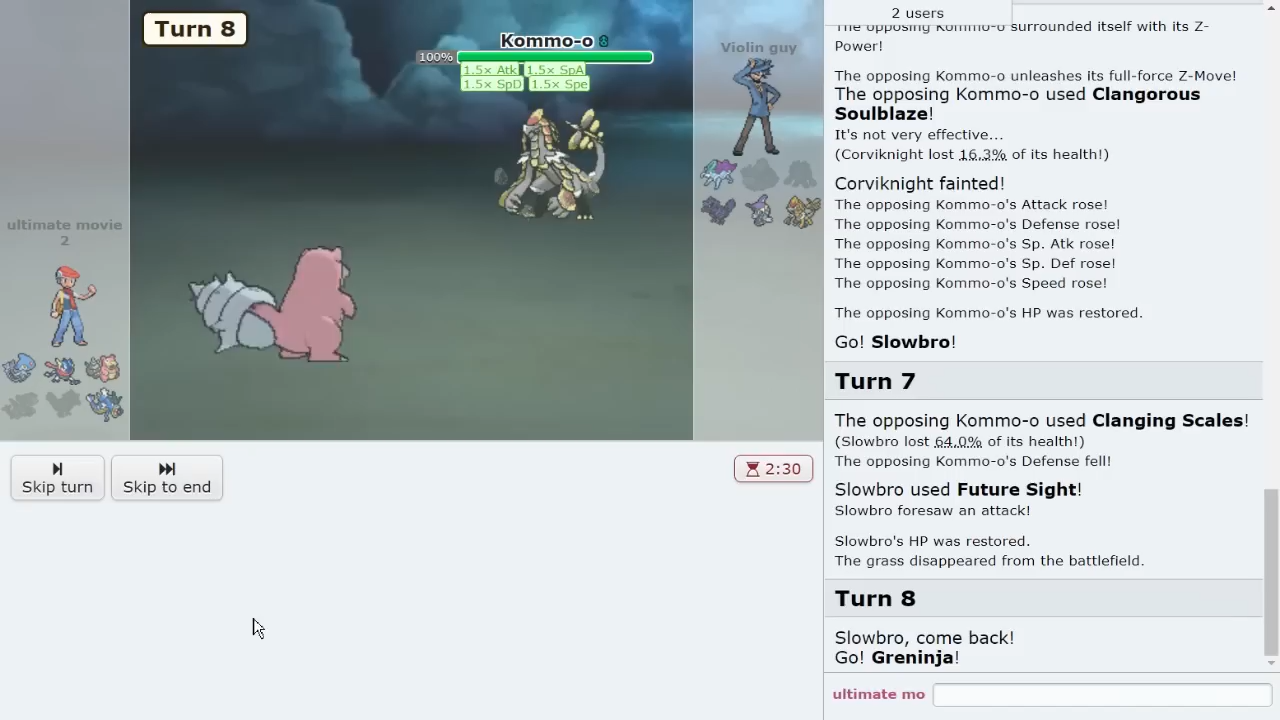 Turn 8
Kommo-o
100%
1.5× Atk 1.5× SpA
1.5× SpD 1.5× Spe
ultimate movie
2
Violin guy
Skip turn
Skip to end
2:30
2 users
The opposing Kommo-o surrounded itself with its Z-
Power!
The opposing Kommo-o unleashes its full-force Z-Move!
The opposing Kommo-o used Clangorous
Soulblaze!
It's not very effective...
(Corviknight lost 16.3% of its health!)
Corviknight fainted!
The opposing Kommo-o's Attack rose!
The opposing Kommo-o's Defense rose!
The opposing Kommo-o's Sp. Atk rose!
The opposing Kommo-o's Sp. Def rose!
The opposing Kommo-o's Speed rose!
The opposing Kommo-o's HP was restored.
Go! Slowbro!
Turn 7
The opposing Kommo-o used Clanging Scales!
(Slowbro lost 64.0% of its health!)
The opposing Kommo-o's Defense fell!
Slowbro used Future Sight!
Slowbro foresaw an attack!
Slowbro's HP was restored.
The grass disappeared from the battlefield.
Turn 8
Slowbro, come back!
Go! Greninja!
ultimate mo